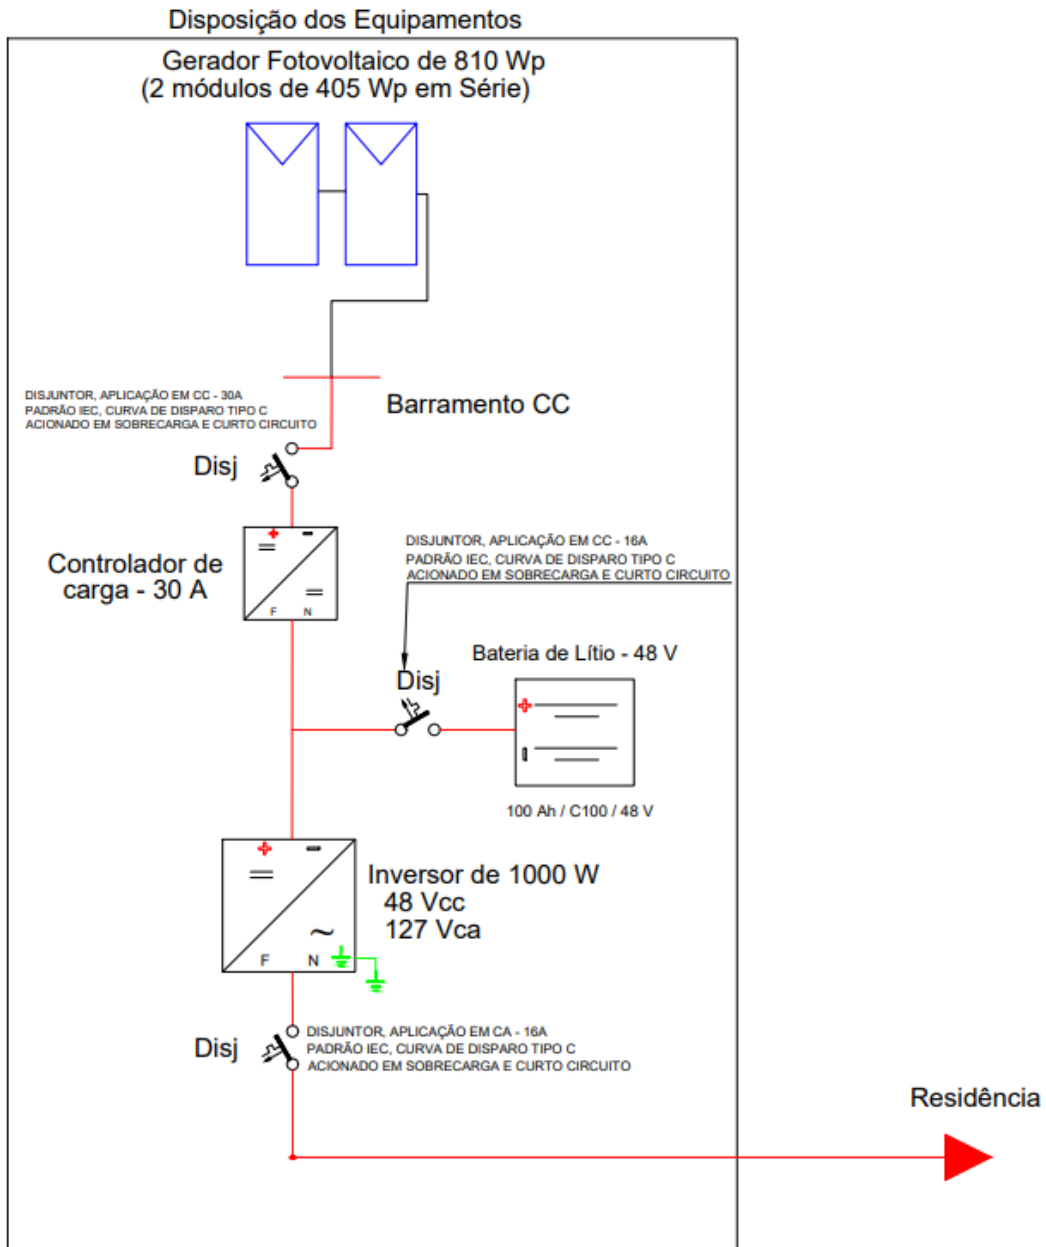 Disposição dos Equipamentos
Gerador Fotovoltaico de 810 Wp
(2 módulos de 405 Wp em Série)
DISJUNTOR, APLICAÇÃO EM CC - 30A
PADRÃO IEC, CURVA DE DISPARO TIPO C
ACIONADO EM SOBRECARGA E CURTO CIRCUITO
Barramento CC
Disj
Controlador de
carga - 30 A
F N
DISJUNTOR, APLICAÇÃO EM CC - 16A
PADRÃO IEC, CURVA DE DISPARO TIPO C
ACIONADO EM SOBRECARGA E CURTO CIRCUITO
Disj
Bateria de Lítio - 48 V
100 Ah / C100 / 48 V
Inversor de 1000 W
48 Vcc
127 Vca
F N
Disj
DISJUNTOR, APLICAÇÃO EM CA - 16A
PADRÃO IEC, CURVA DE DISPARO TIPO C
ACIONADO EM SOBRECARGA E CURTO CIRCUITO
Residência